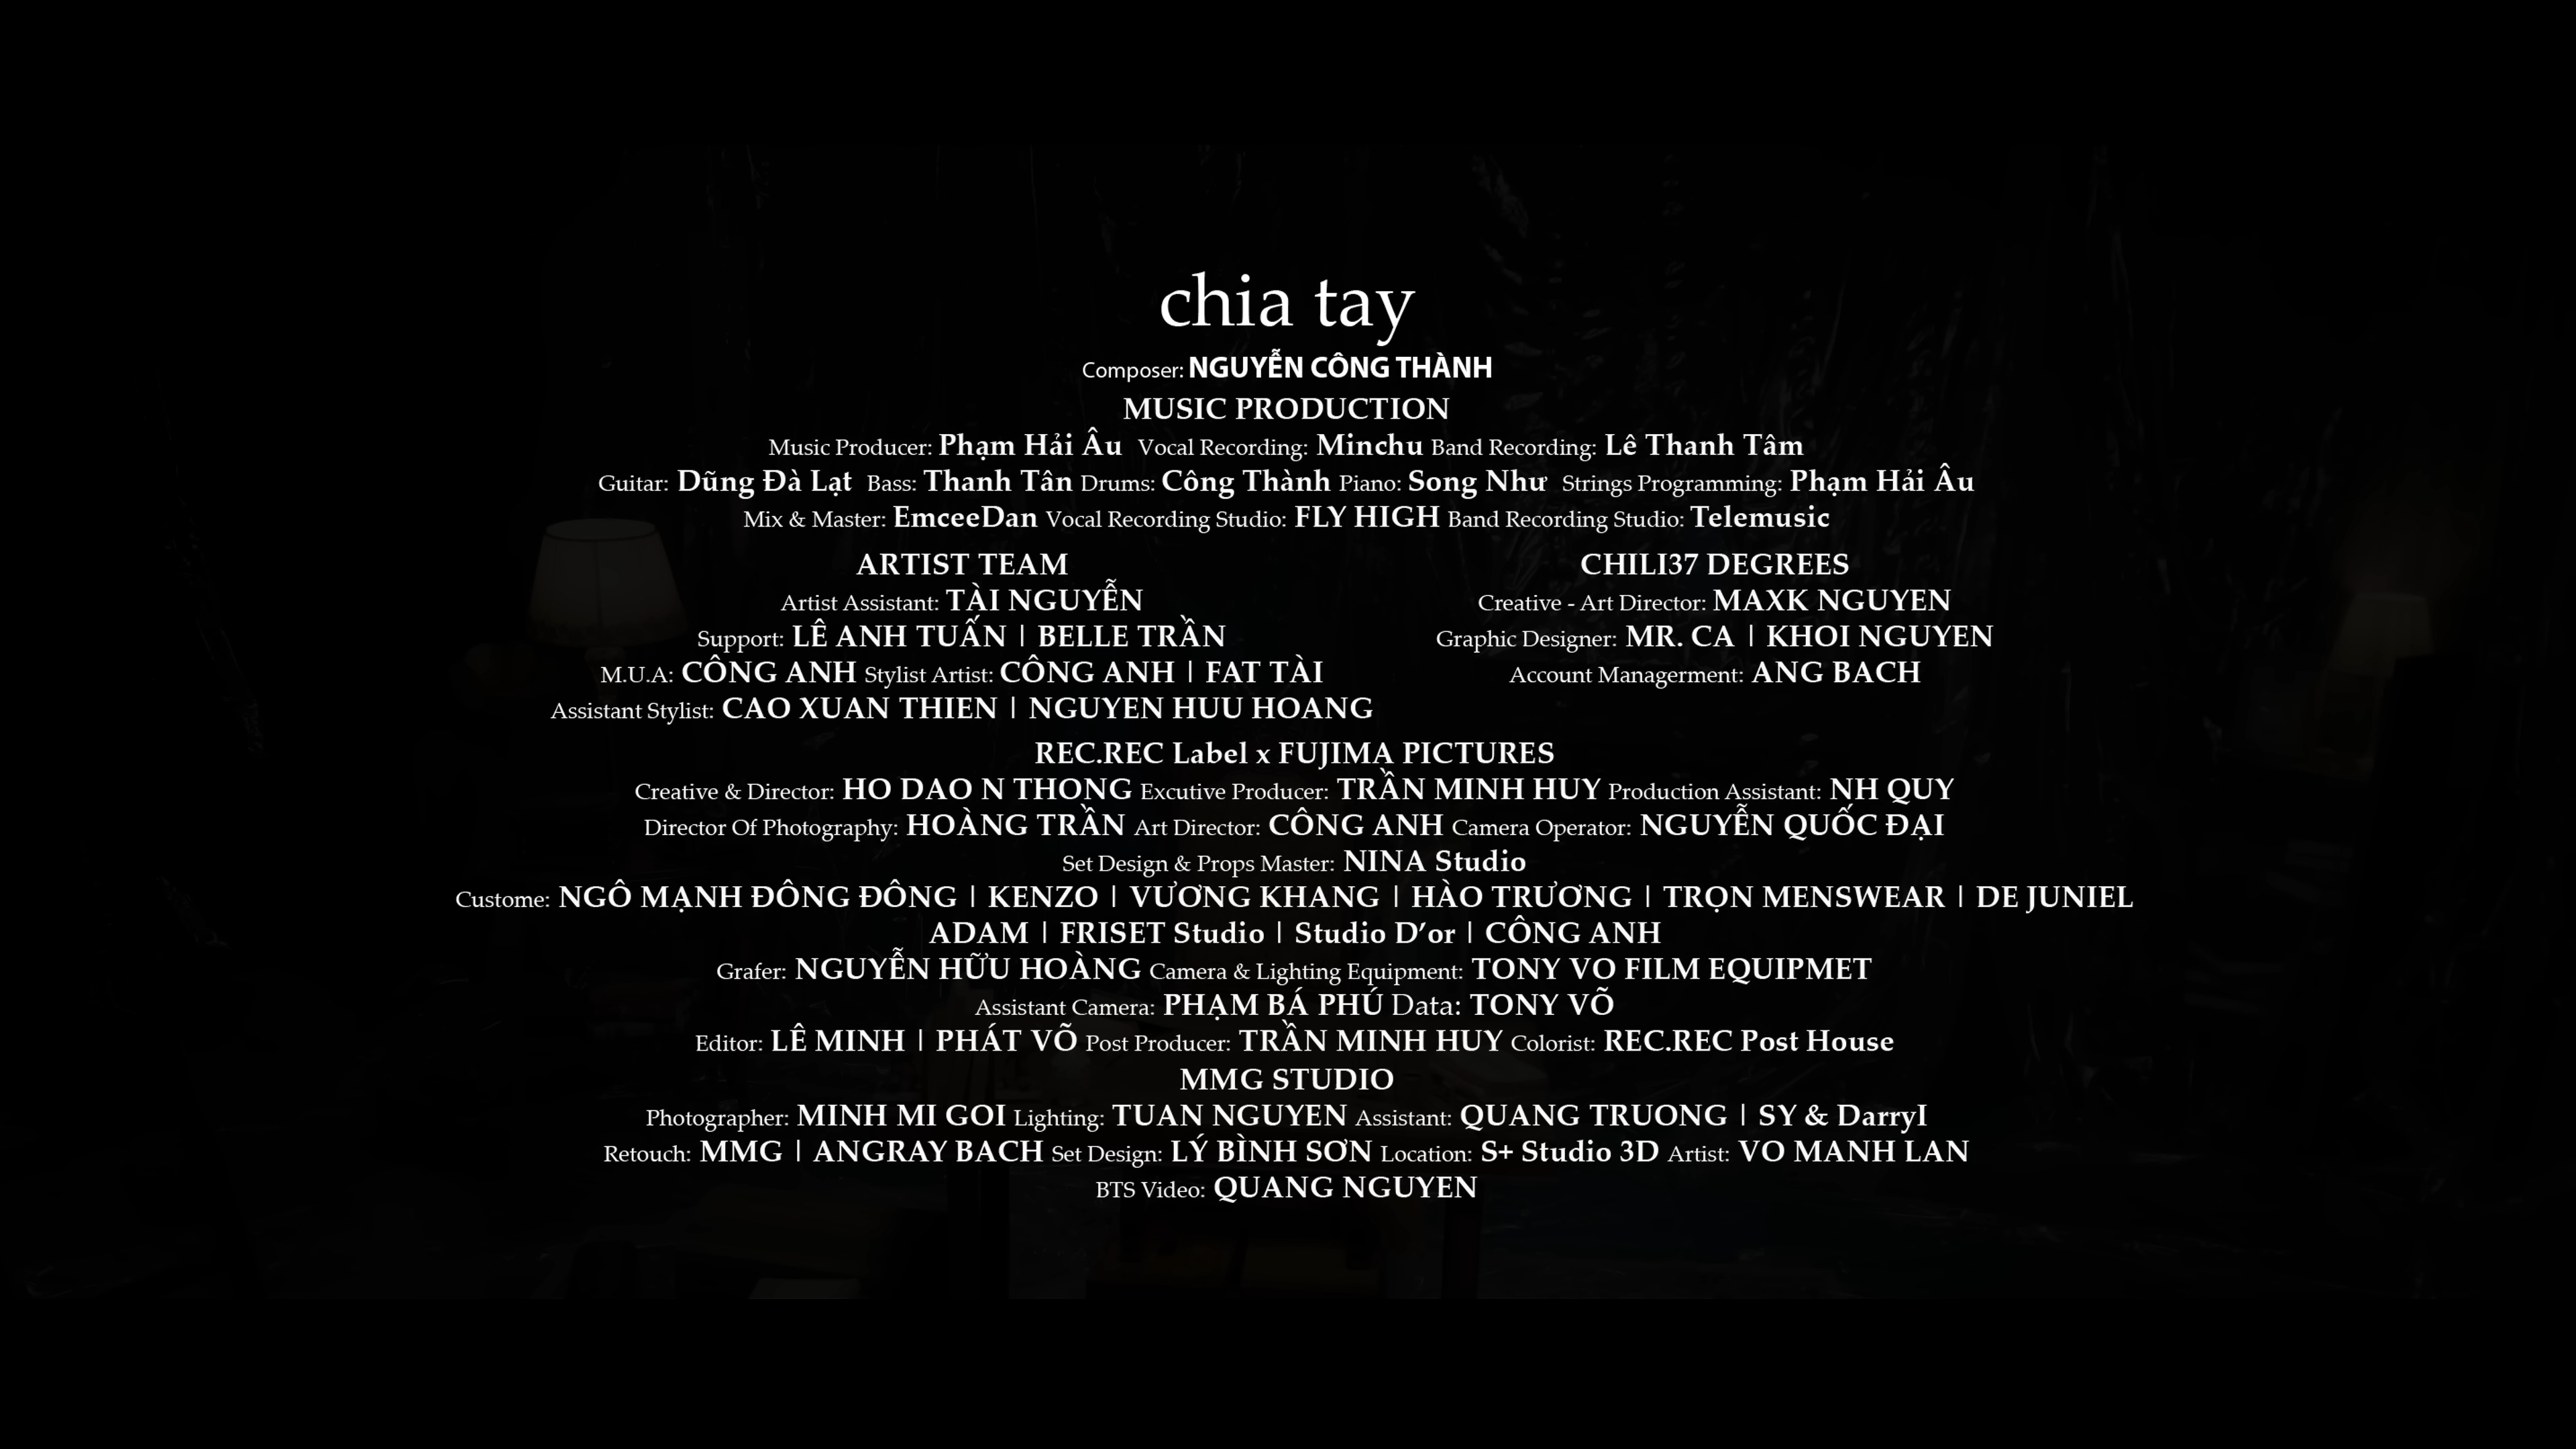 chia tay
Composer: NGUYỄN CÔNG THÀNH
MUSIC PRODUCTION
Music Producer: Phạm Hải Âu Vocal Recording: Minchu Band Recording: Lê Thanh Tâm
Guitar: Dũng Đà Lạt Bass: Thanh Tân Drums: Công Thành Piano: Song Như Strings Programming: Phạm Hải Âu
Mix & Master: EmceeDan Vocal Recording Studio: FLY HIGH Band Recording Studio: Telemusic
ARTIST TEAM
Artist Assistant: TÀI NGUYỄN
Support: LÊ ANH TUẤN | BELLE TRẦN
M.U.A: CÔNG ANH Stylist Artist: CÔNG ANH | FAT TÀI
Assistant Stylist: CAO XUAN THIEN | NGUYEN HUU HOANG
CHILI37 DEGREES
Creative - Art Director: MAXK NGUYEN
Graphic Designer: MR. CA | KHOI NGUYEN
Account Managerment: ANG BACH
REC.REC Label x FUJIMA PICTURES
Creative & Director: HO DAO N THONG Excutive Producer: TRẦN MINH HUY Production Assistant: NH QUY
Director Of Photography: HOÀNG TRẦN Art Director: CÔNG ANH Camera Operator: NGUYỄN QUỐC ĐẠI
Set Design & Props Master: NINA Studio
Custome: NGÔ MẠNH ĐÔNG ĐÔNG | KENZO | VƯƠNG KHANG | HÀO TRƯƠNG | TRỌN MENSWEAR | DE JUNIEL
ADAM | FRISET Studio | Studio D’or | CÔNG ANH
Grafer: NGUYỄN HỮU HOÀNG Camera & Lighting Equipment: TONY VO FILM EQUIPMET
Assistant Camera: PHẠM BÁ PHÚ Data: TONY VÕ
Editor: LÊ MINH | PHÁT VÕ Post Producer: TRẦN MINH HUY Colorist: REC.REC Post House
MMG STUDIO
Photographer: MINH MI GOI Lighting: TUAN NGUYEN Assistant: QUANG TRUONG | SY & DarryI
Retouch: MMG | ANGRAY BACH Set Design: LÝ BÌNH SƠN Location: S+ Studio 3D Artist: VO MANH LAN
BTS Video: QUANG NGUYEN